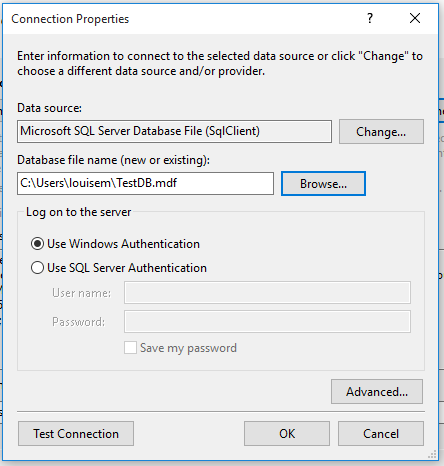 Connection Properties
Enter information to connect to the selected data source or click "Change" to
choose a different data source and/or provider.
Data source:
Microsoft SQL Server Database File (SqlClient)
Change...
Database file name (new or existing):
C:\Users\louisem\TestDB.mdf
Browse...
Log on to the server
Use Windows Authentication
Use SQL Server Authentication
User name:
Password:
Save my password
Advanced...
Test Connection
OK
Cancel